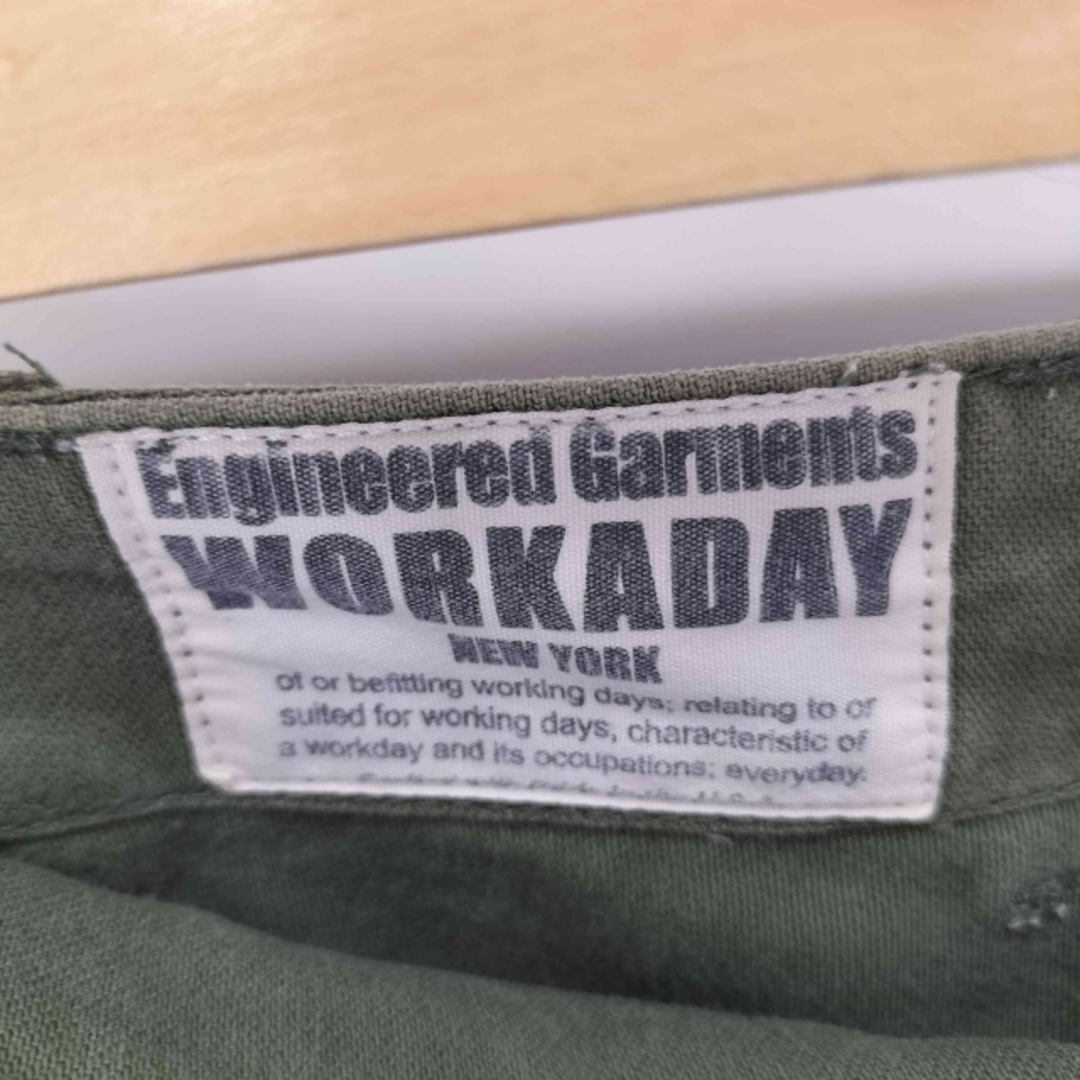 Engineered Garments
WORKADAY
NEW YORK
of or befitting working days; relating to or
suited for working days, characteristic of
a workday and its occupations; everyday.